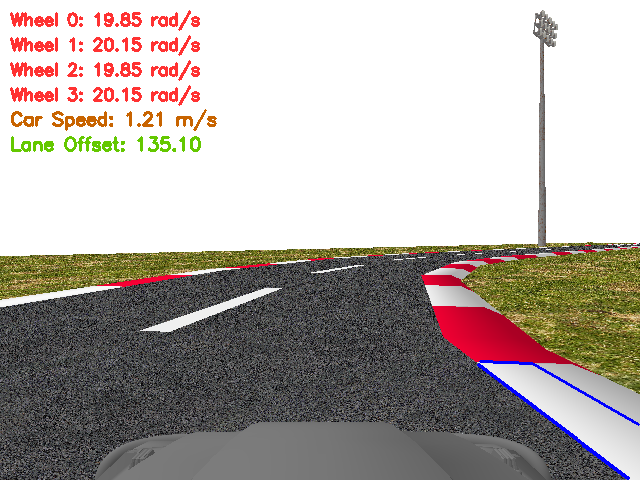 Wheel 0: 19.85 rad/s
Wheel 1: 20.15 rad/s
Wheel 2: 19.85 rad/s
Wheel 3: 20.15 rad/s
Car Speed: 1.21 m/s
Lane Offset: 135.10